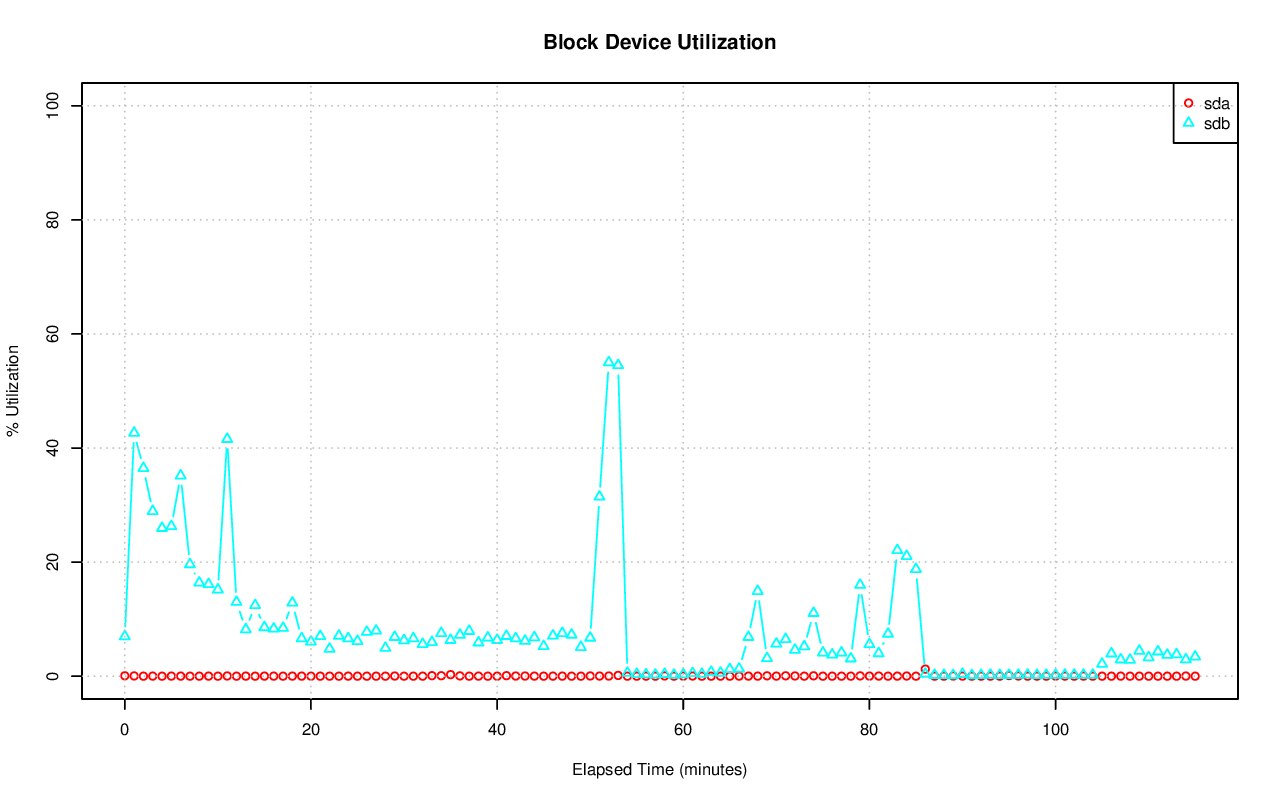 Block Device Utilization
sda
sdb
% Utilization
100
80
60
40
20
0
0 20 40 60 80 100
Elapsed Time (minutes)